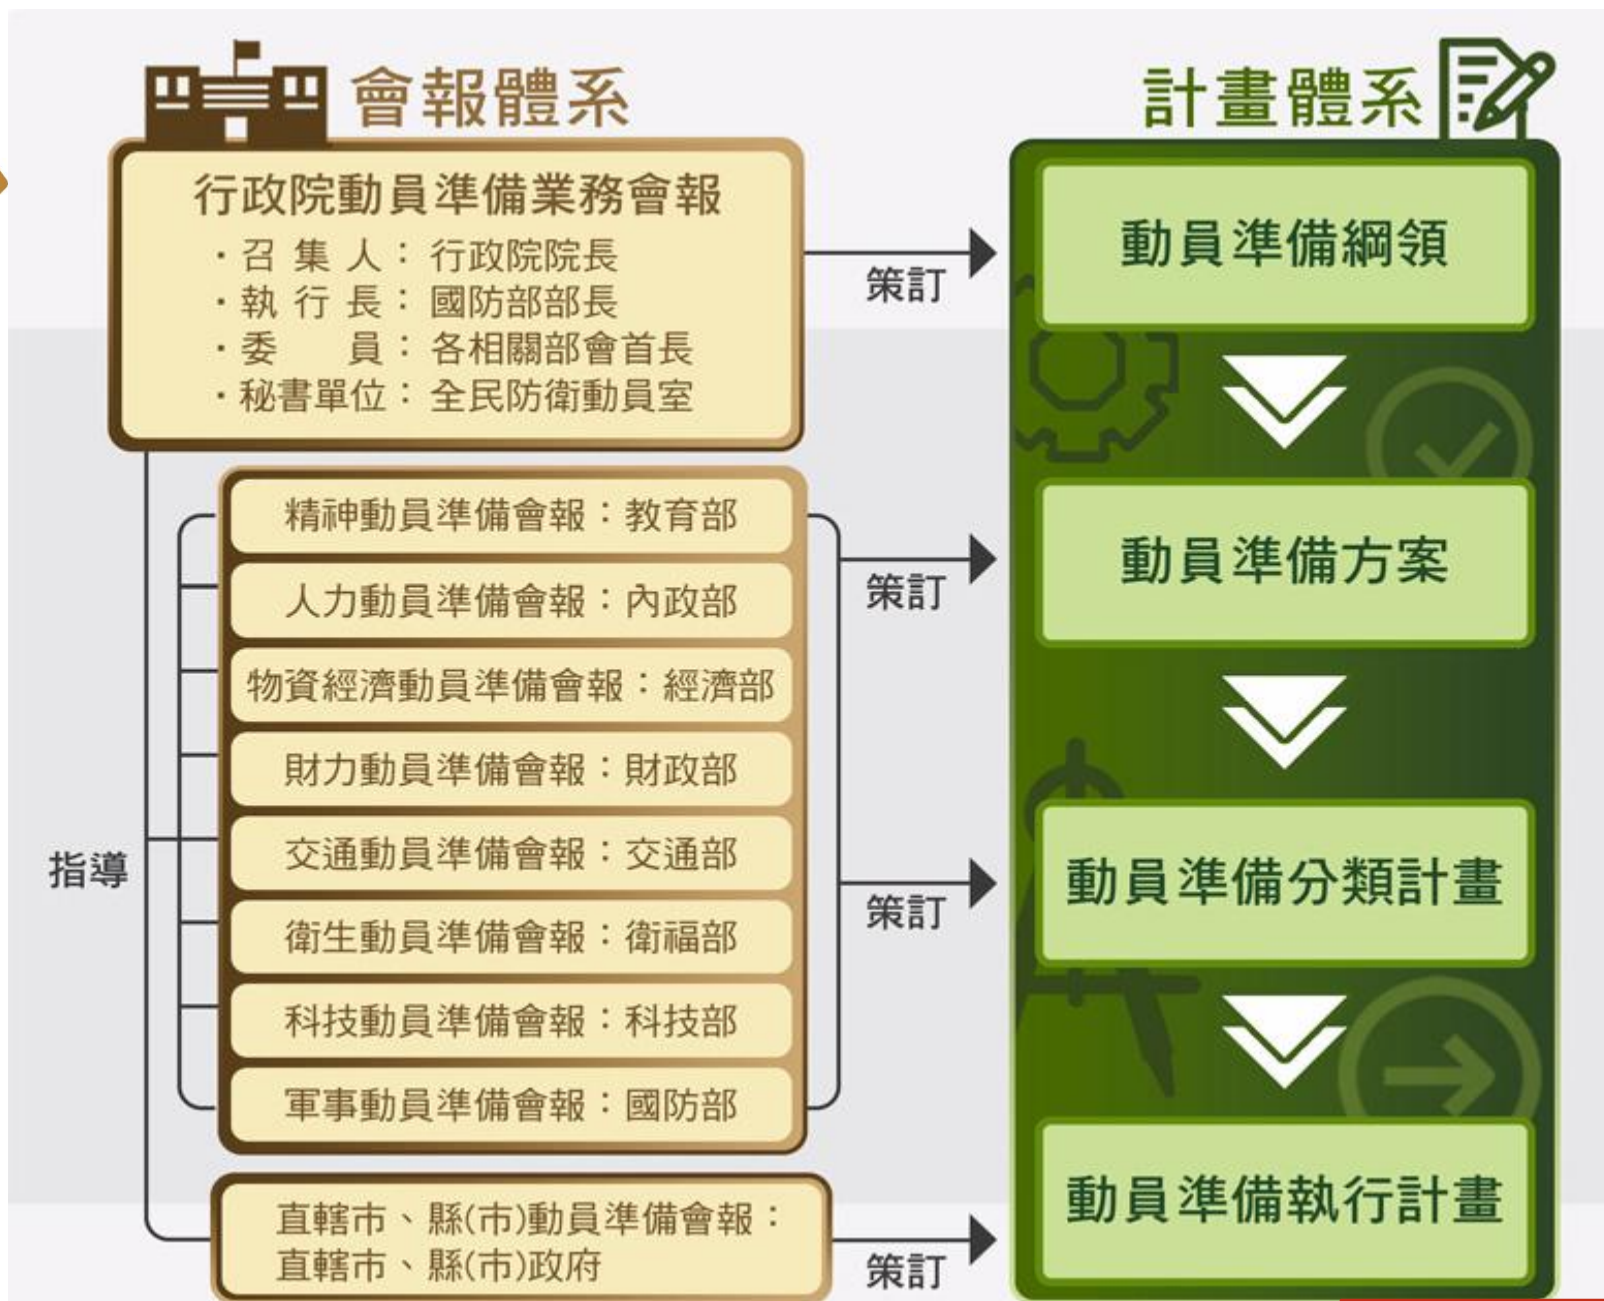 會報體系
行政院動員準備業務會報
·召集人：行政院院長
·執行長：國防部部長
·委員：各相關部會首長
·秘書單位：全民防衛動員室
指導
精神動員準備會報：教育部
人力動員準備會報：內政部
物資經濟動員準備會報：經濟部
財力動員準備會報：財政部
交通動員準備會報：交通部
衛生動員準備會報：衛福部
科技動員準備會報：科技部
軍事動員準備會報：國防部
直轄市、縣(市)動員準備會報：
直轄市、縣(市)政府
策訂
策訂
策訂
策訂
計畫體系
動員準備綱領
動員準備方案
動員準備分類計畫
動員準備執行計畫